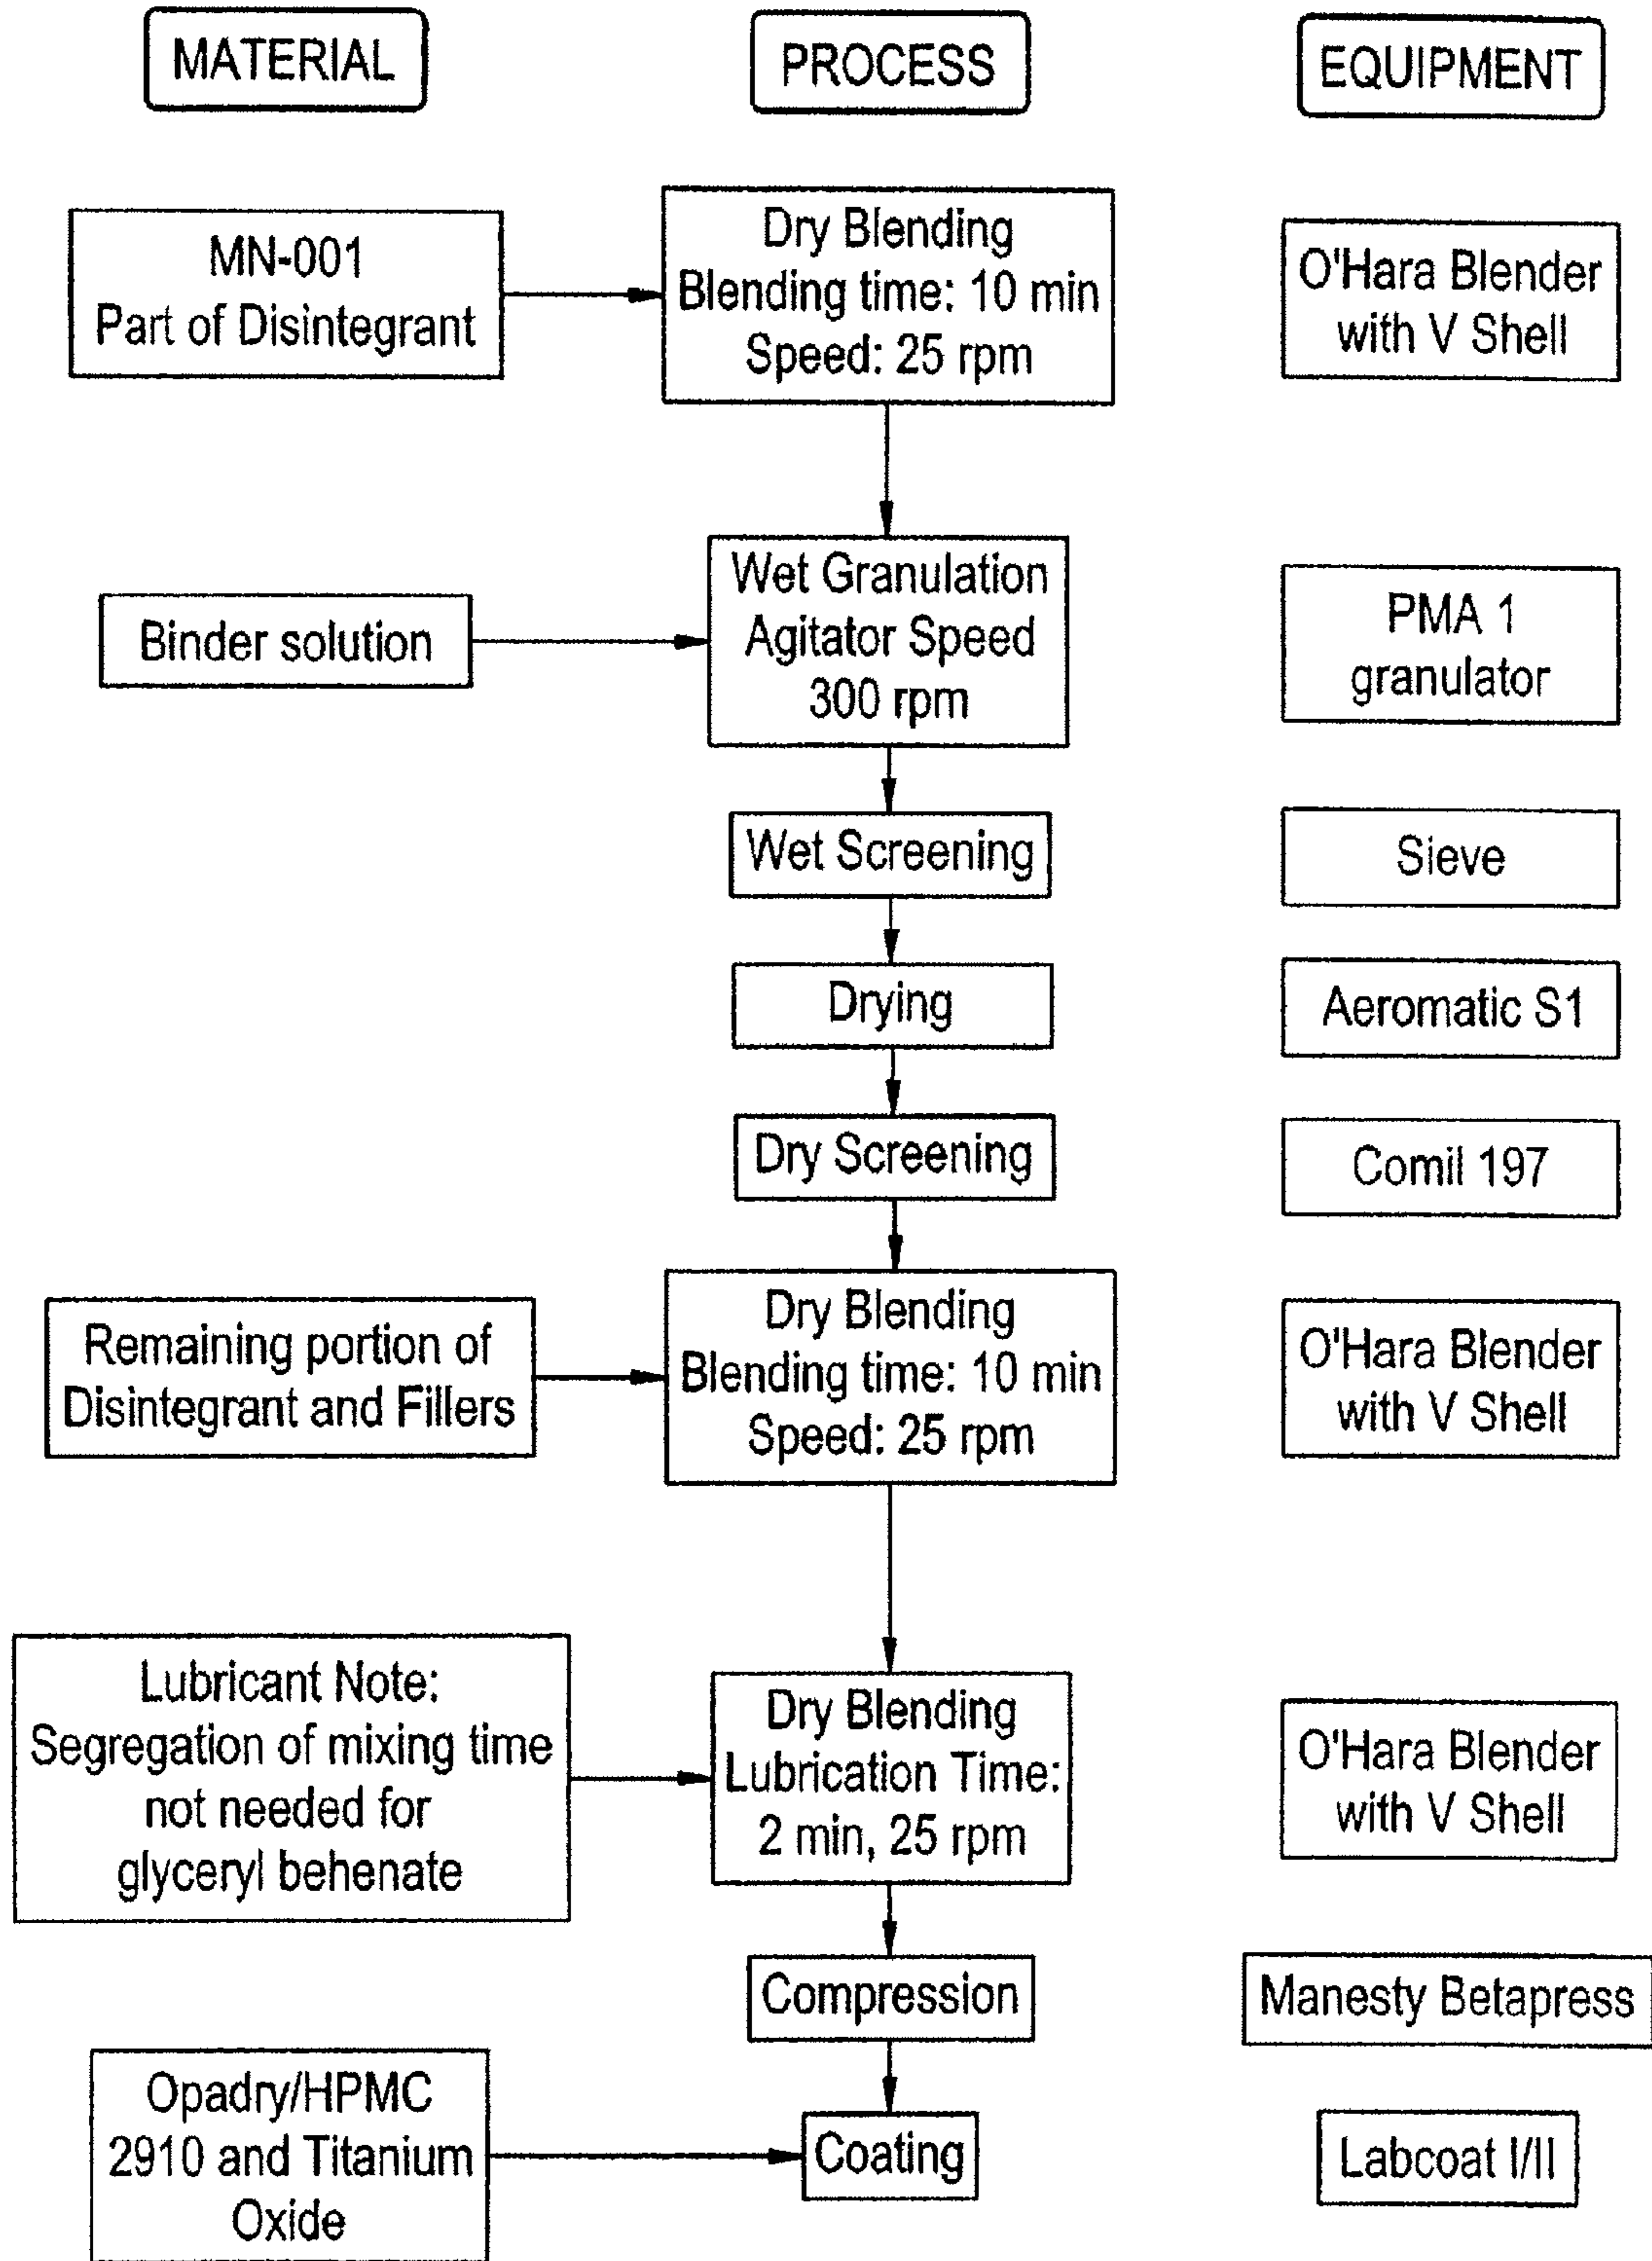 MATERIAL
PROCESS
EQUIPMENT
MN-001
Part of Disintegrant
Dry Blending
Blending time: 10 min
Speed: 25 rpm
O'Hara Blender
with V Shell
Binder solution
Wet Granulation
Agitator Speed
300 rpm
PMA 1
granulator
Wet Screening
Sieve
Drying
Aeromatic S1
Dry Screening
Comil 197
Remaining portion of
Disintegrant and Fillers
Dry Blending
Blending time: 10 min
Speed: 25 rpm
O'Hara Blender
with V Shell
Lubricant Note:
Segregation of mixing time
not needed for
glyceryl behenate
Dry Blending
Lubrication Time:
2 min, 25 rpm
O'Hara Blender
with V Shell
Compression
Manesty Betapress
Opadry/HPMC
2910 and Titanium
Oxide
Coating
Labcoat I/II